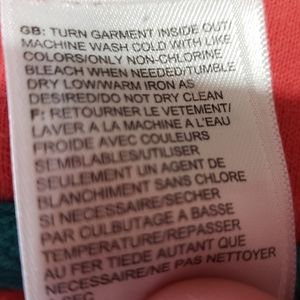 GB: TURN GARMENT INSIDE OUT/
MACHINE WASH COLD WITH LIKE
COLORS/ONLY NON-CHLORINE
BLEACH WHEN NEEDED/TUMBLE
DRY LOW/WARM IRON AS
DESIRED/DO NOT DRY CLEAN
F: RETOURNER LE VETEMENT/
LAVER A LA MACHINE A L'EAU
FROIDE AVEC COULEURS
SEMBLABLES/UTILISER
SEULEMENT UN AGENT DE
BLANCHIMENT SANS CHLORE
SI NECESSAIRE/SECHER
PAR CULBUTAGE A BASSE
TEMPERATURE/REPASSER
AU FER TIEDE AUTANT QUE
NECESSAIRE/NE PAS NETTOYER
A SEC